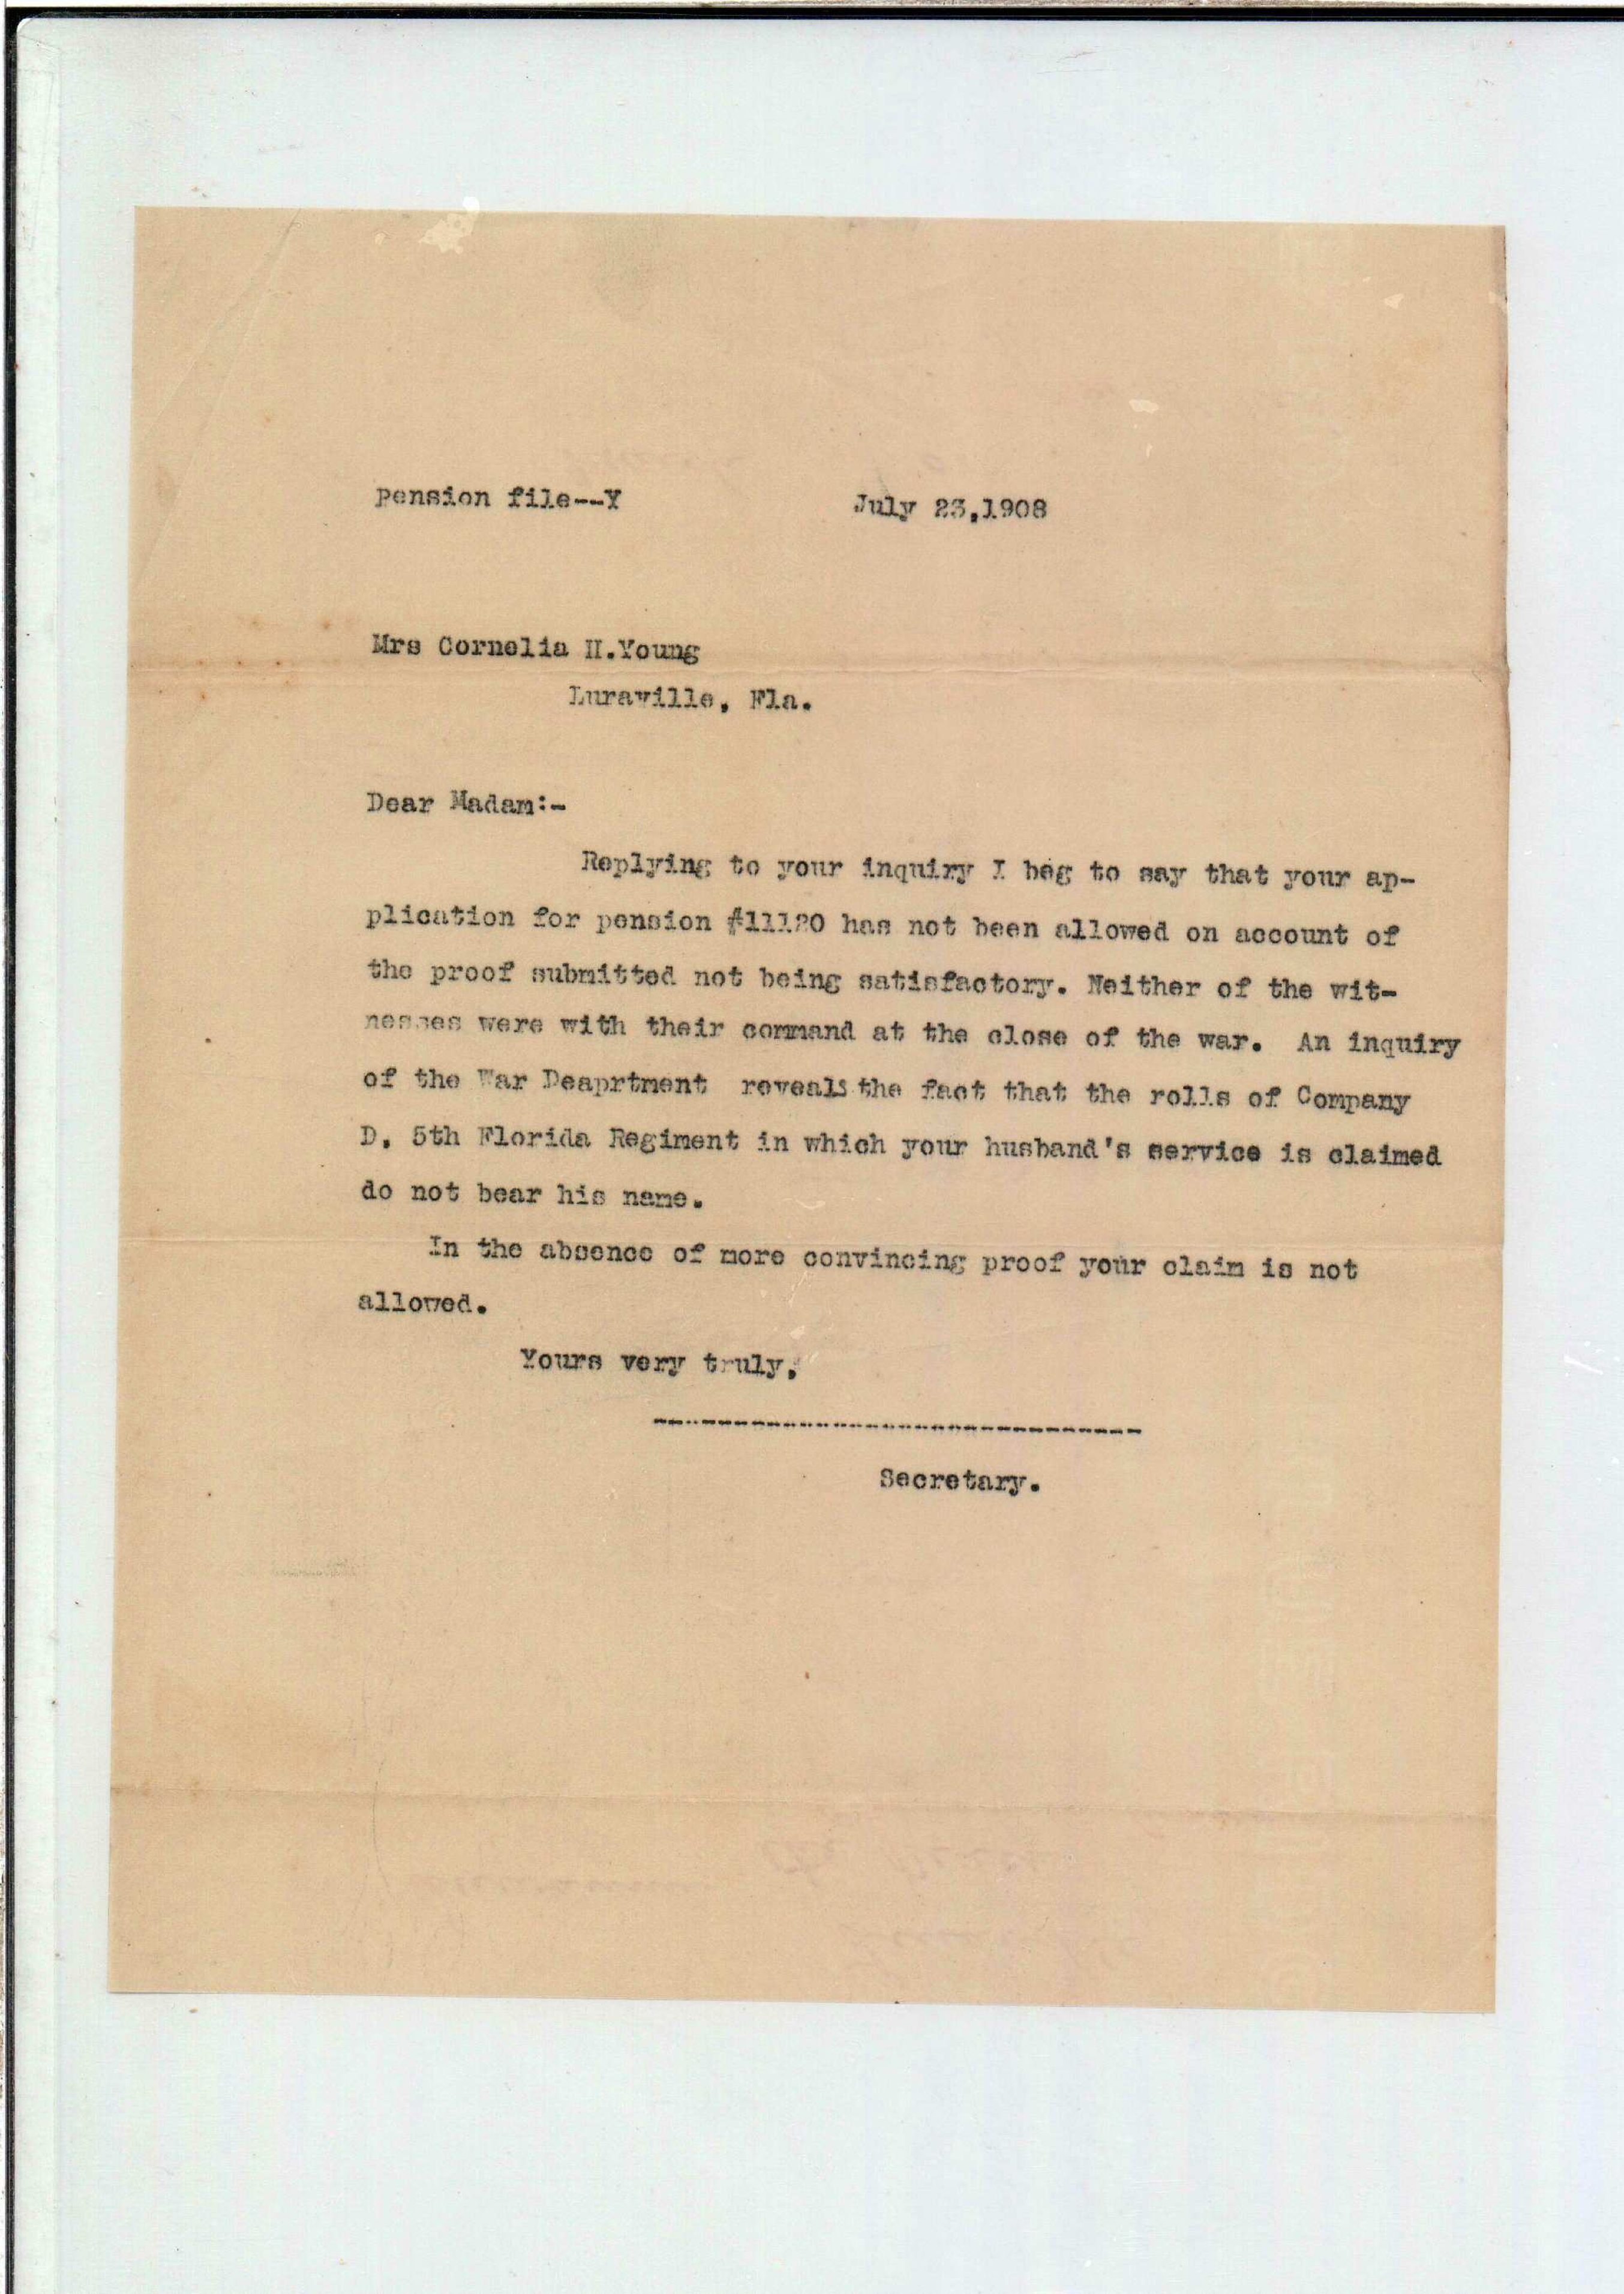 Pension file--Y July 23,1908
Mrs Cornelia H.Young
Luraville, Fla.
Dear Madam:-
Replying to your inquiry I beg to say that your ap-
plication for pension #11120 has not been allowed on account of
the proof submitted not being satisfactory. Neither of the wit-
nesses were with their command at the close of the war. An inquiry
of the War Deaprtment reveals the fact that the rolls of Company
D, 5th Florida Regiment in which your husband's service is claimed
do not bear his name.
In the absence of more convincing proof your claim is not
allowed.
Yours very truly,
------------------------------
Secretary.